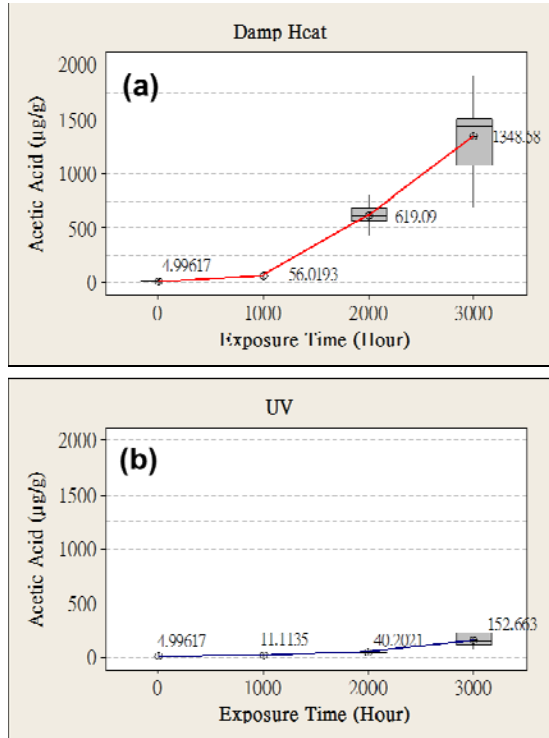 Damp Heat
(a)
Acetic Acid (µg/g)
2000
1500
1000
500
0
4.99617
56.0193
619.09
1348.58
0 1000 2000 3000
Exposure Time (Hour)
UV
(b)
Acetic Acid (µg/g)
2000
1500
1000
500
0
4.99617
11.1135
40.2021
152.663
0 1000 2000 3000
Exposure Time (Hour)